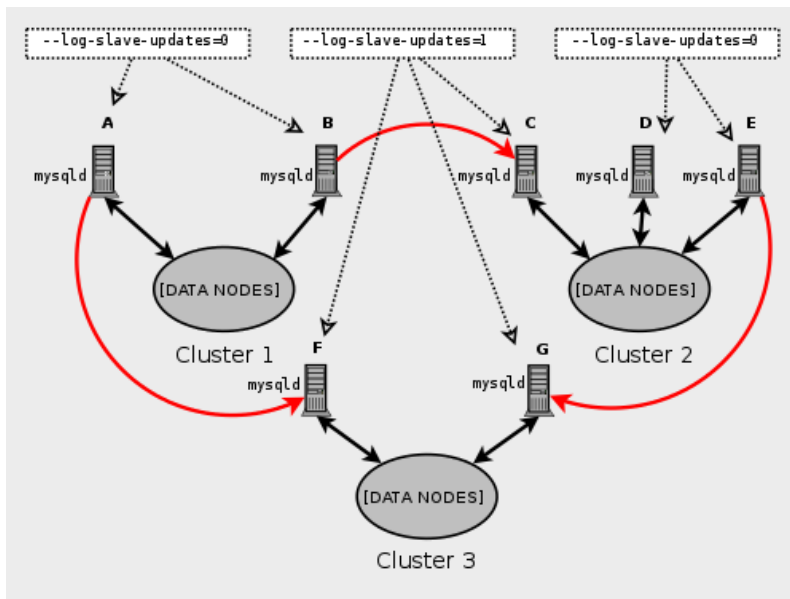 --log-slave-updates=0
--log-slave-updates=1
--log-slave-updates=0
A
B
C
D
E
mysqld
mysqld
mysqld
mysqld
mysqld
[DATA NODES]
[DATA NODES]
Cluster 1
Cluster 2
F
G
mysqld
mysqld
[DATA NODES]
Cluster 3